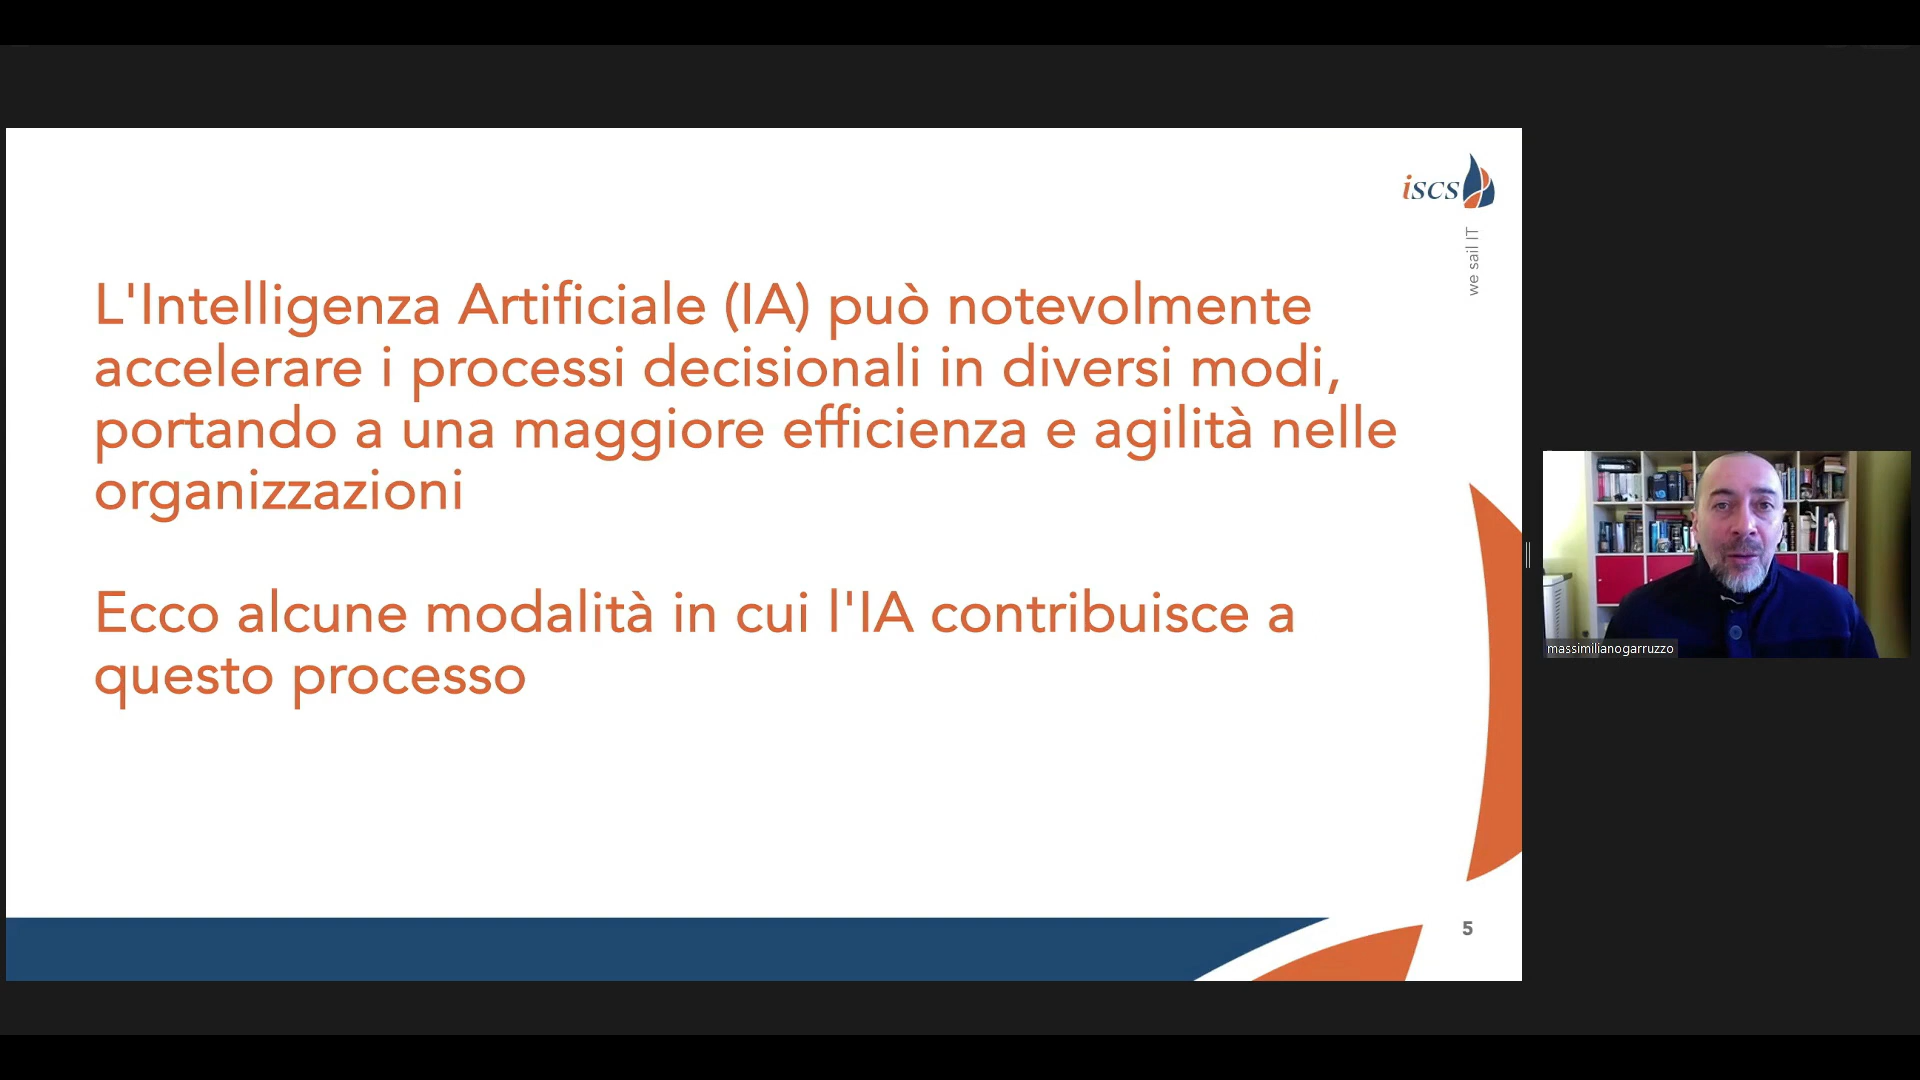 iscs
we sail IT
L'Intelligenza Artificiale (IA) può notevolmente
accelerare i processi decisionali in diversi modi,
portando a una maggiore efficienza e agilità nelle
organizzazioni
Ecco alcune modalità in cui l'IA contribuisce a
questo processo
massimilianogarruzzo
5